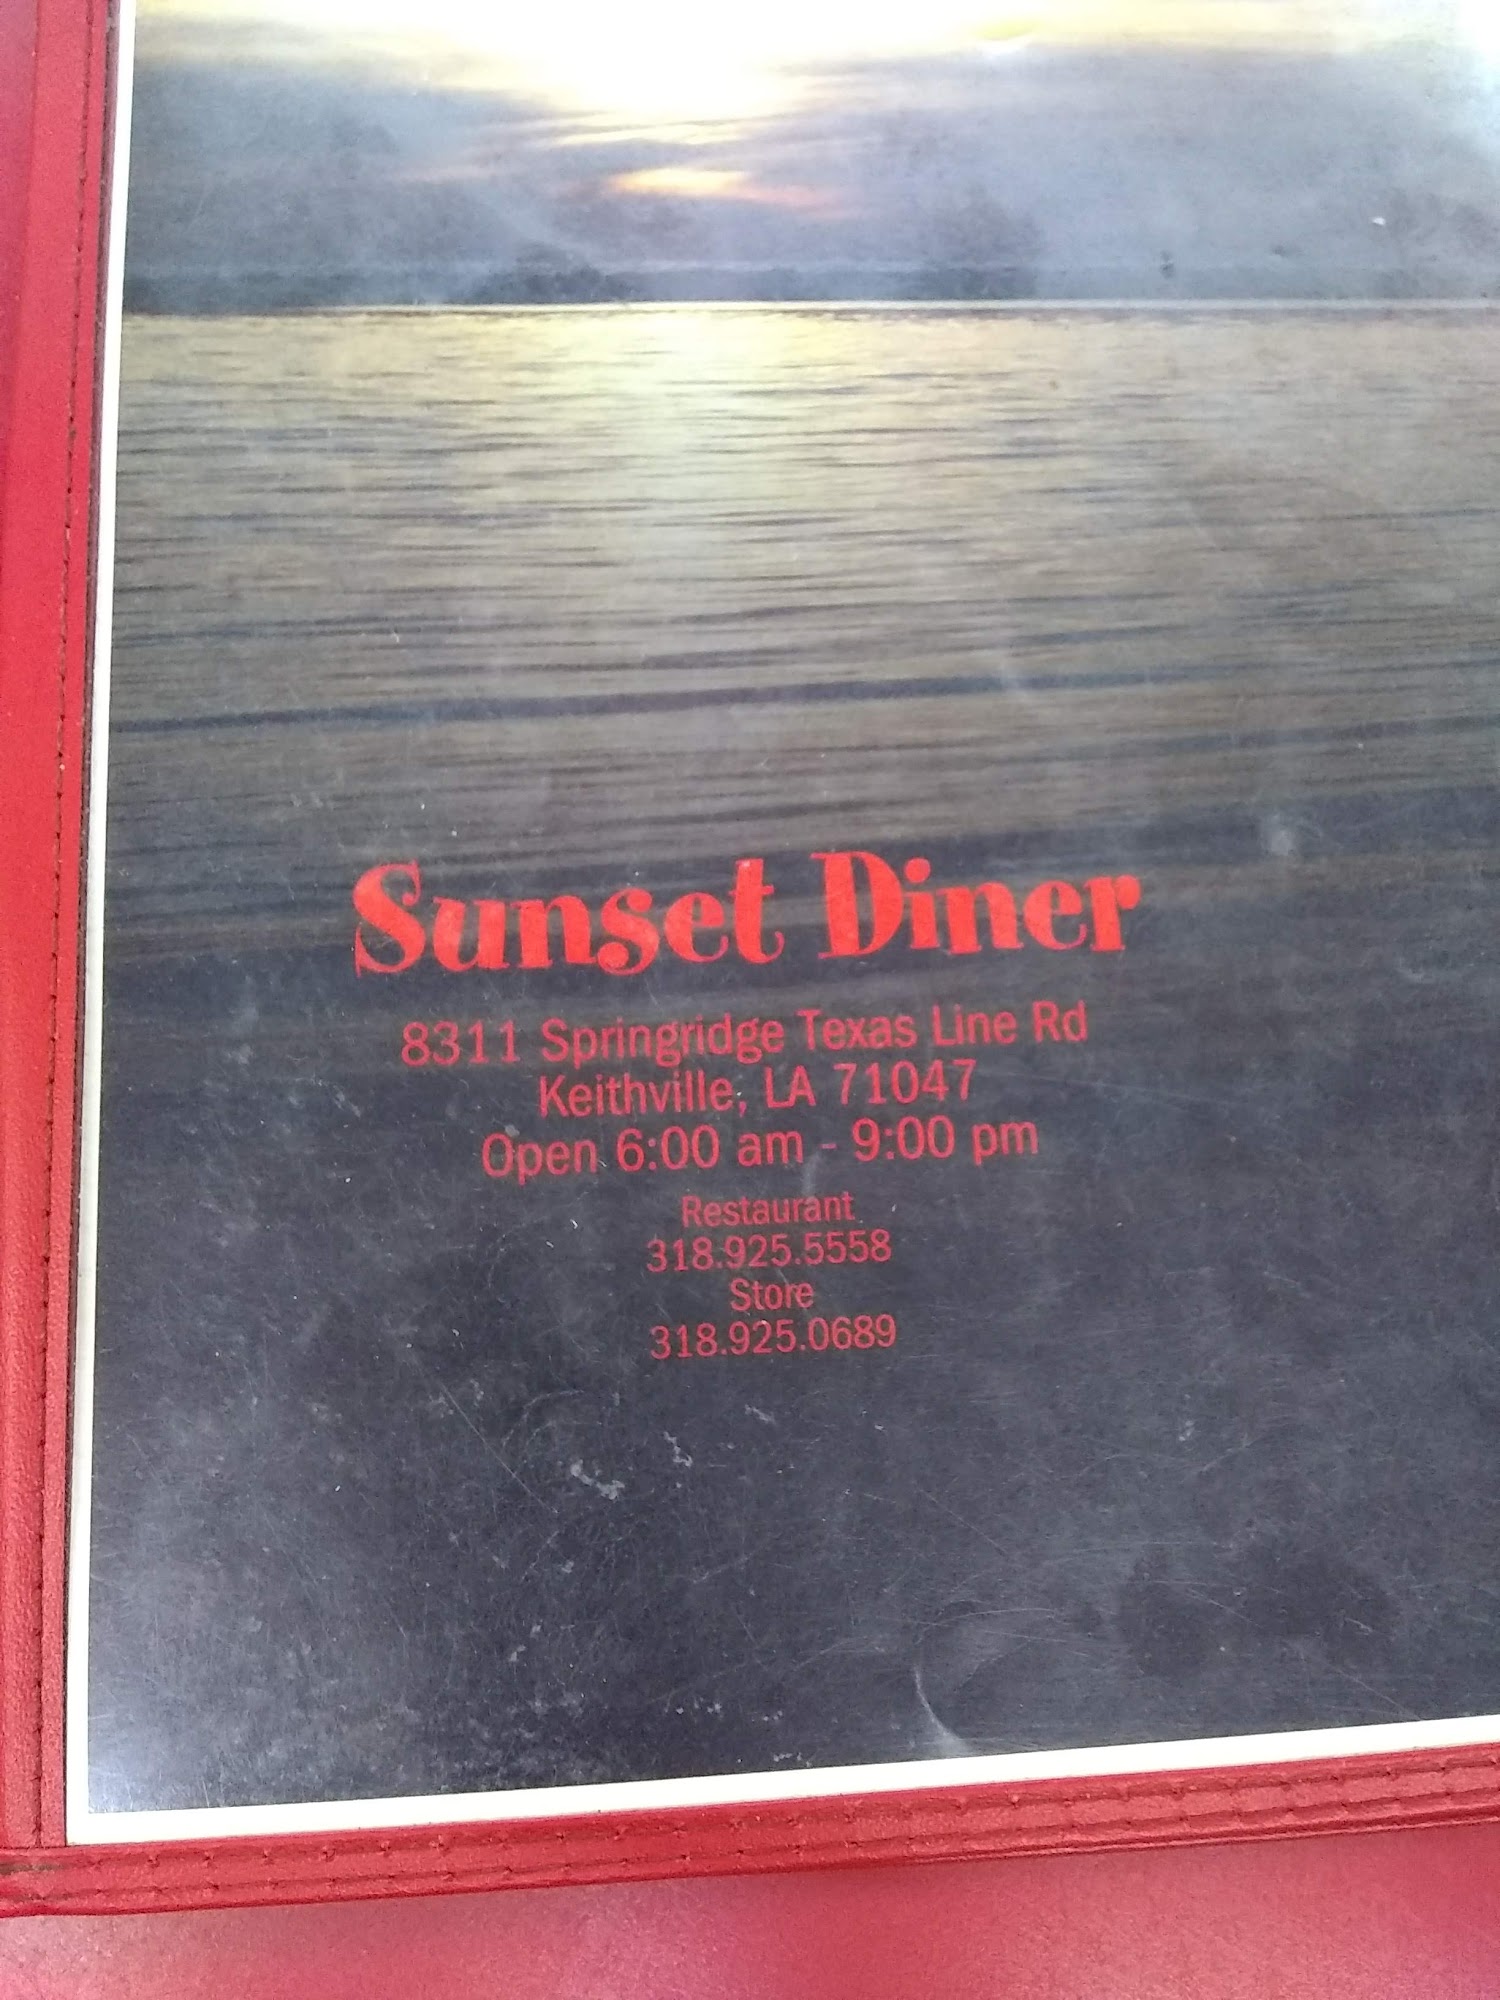 Sunset Diner
8311 Springridge Texas Line Rd
Keithville, LA 71047
Open 6:00 am - 9:00 pm
Restaurant
318.925.5558
Store
318.925.0689